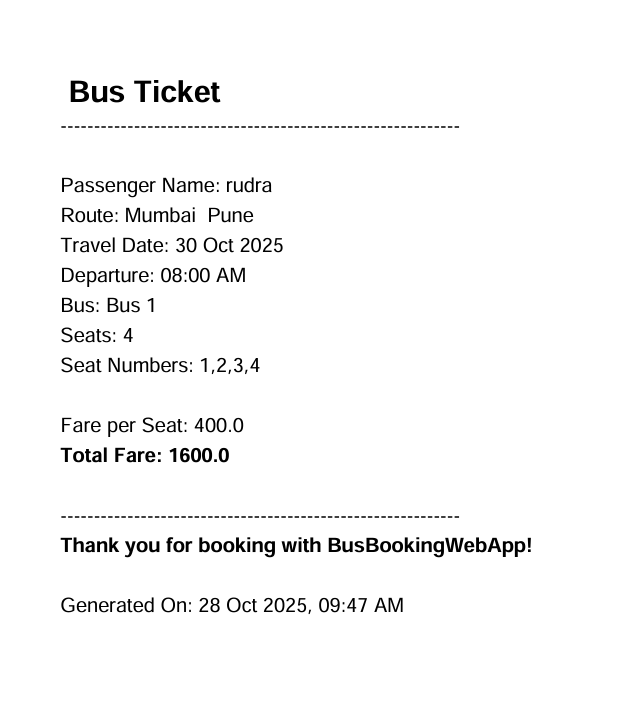 Bus Ticket
------------------------------------------------------------
Passenger Name: rudra
Route: Mumbai  Pune
Travel Date: 30 Oct 2025
Departure: 08:00 AM
Bus: Bus 1
Seats: 4
Seat Numbers: 1,2,3,4
Fare per Seat: 400.0
Total Fare: 1600.0
------------------------------------------------------------
Thank you for booking with BusBookingWebApp!
Generated On: 28 Oct 2025, 09:47 AM